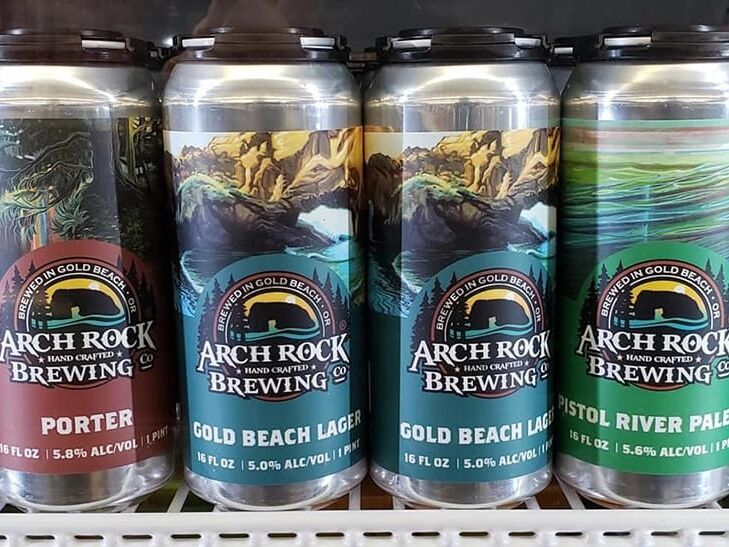 BREWED IN GOLD BEACH • OR
ARCH ROCK
★ HAND CRAFTED ★
BREWING CO
PORTER
16 FL OZ | 5.8% ALC/VOL | 1 PINT
BREWED IN GOLD BEACH • OR
ARCH ROCK ®
★ HAND CRAFTED ★
BREWING CO
GOLD BEACH LAGER
16 FL OZ | 5.0% ALC/VOL | 1 PINT
BREWED IN GOLD BEACH • OR
ARCH ROCK
★ HAND CRAFTED ★
BREWING CO
GOLD BEACH LAGE
16 FL OZ | 5.0% ALC/VOL | 1
BREWED IN GOLD BEACH • OR
ARCH ROCK
★ HAND CRAFTED ★
BREWING CO
PISTOL RIVER PALE
16 FL OZ | 5.6% ALC/VOL | 1 P